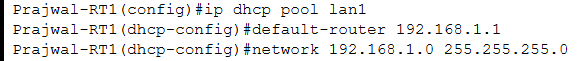 Prajwal-RT1(config)#ip dhcp pool lan1
Prajwal-RT1(dhcp-config)#default-router 192.168.1.1
Prajwal-RT1(dhcp-config)#network 192.168.1.0 255.255.255.0